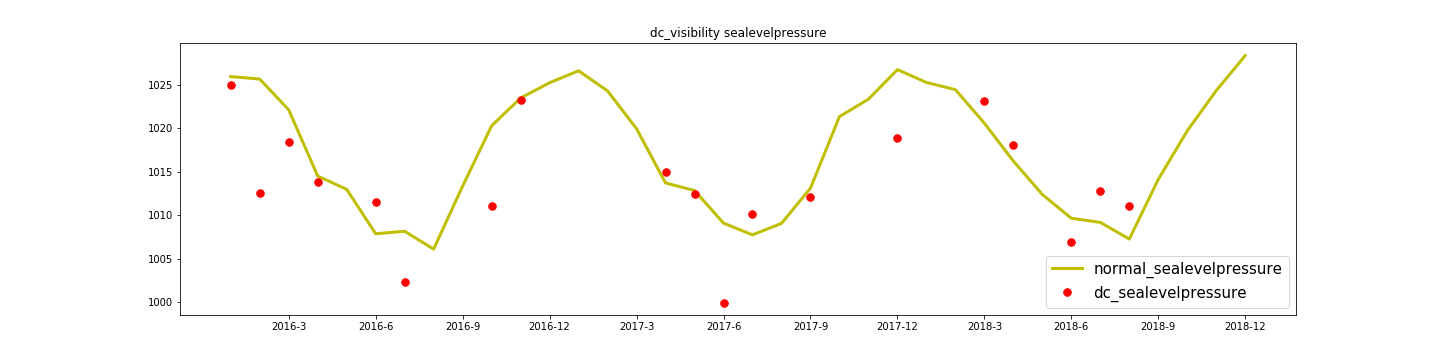 dc_visibility sealevelpressure
1025
1020
1015
1010
1005
1000
2016-3 2016-6 2016-9 2016-12 2017-3 2017-6 2017-9 2017-12 2018-3 2018-6 2018-9 2018-12
normal_sealevelpressure
dc_sealevelpressure